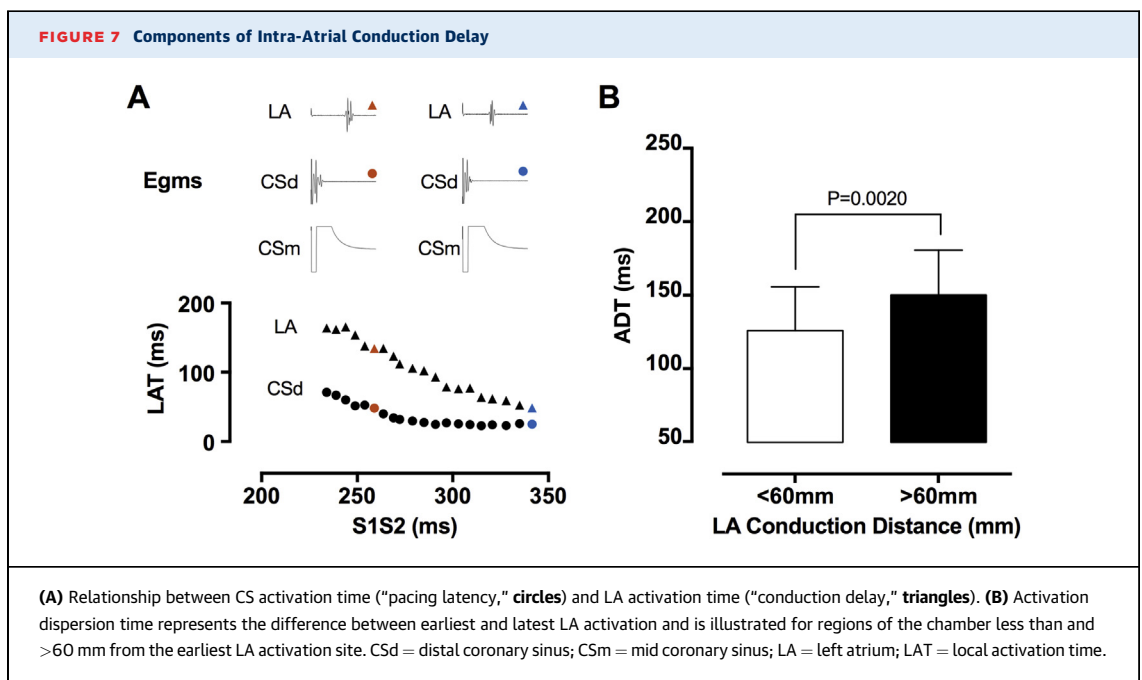 FIGURE 7 Components of Intra-Atrial Conduction Delay
A
B
LA
LA
Egms
CSd
CSd
CSm
CSm
200
LA
LAT (ms)
100
CSd
0
200
250
300
350
S1S2 (ms)
250
P=0.0020
200
ADT (ms)
150
100
50
<60mm
>60mm
LA Conduction Distance (mm)
(A) Relationship between CS activation time (“pacing latency,” circles) and LA activation time (“conduction delay,” triangles). (B) Activation
dispersion time represents the difference between earliest and latest LA activation and is illustrated for regions of the chamber less than and
>60 mm from the earliest LA activation site. CSd = distal coronary sinus; CSm = mid coronary sinus; LA = left atrium; LAT = local activation time.